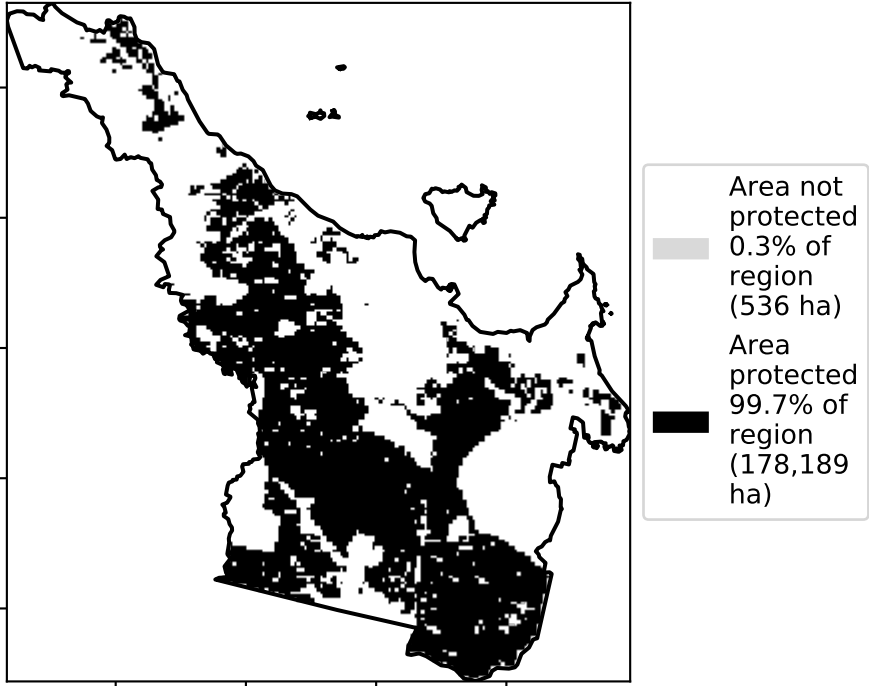 Area not
protected
0.3% of
region
(536 ha)
Area
protected
99.7% of
region
(178,189
ha)